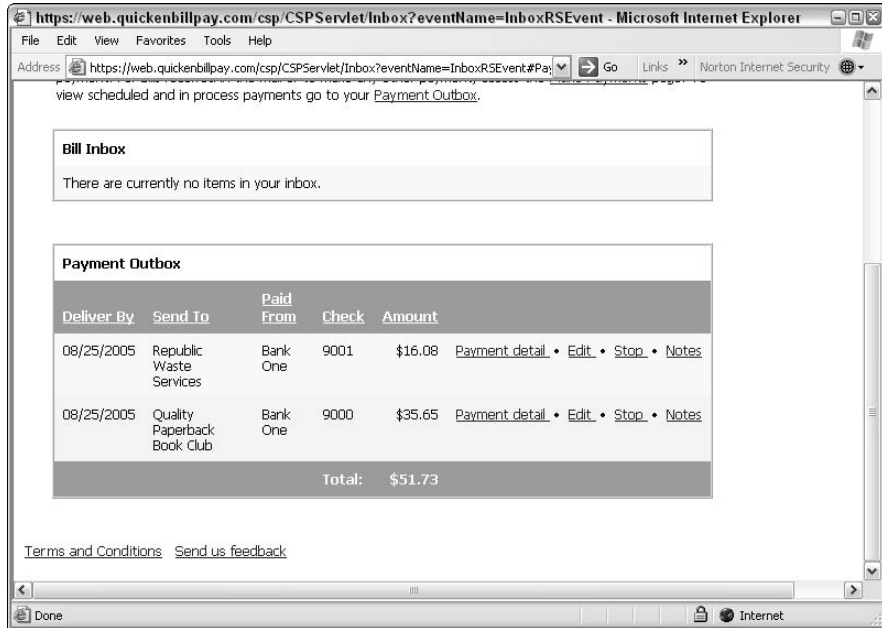 https://web.quickenbillpay.com/csp/CSPServlet/Inbox?eventName=InboxRSEvent - Microsoft Internet Explorer
File Edit View Favorites Tools Help
Address https://web.quickenbillpay.com/csp/CSPServlet/Inbox?eventName=InboxRSEvent#Pay Go Links » Norton Internet Security
view scheduled and in process payments go to your Payment Outbox.
Bill Inbox
There are currently no items in your inbox.
Payment Outbox
Deliver By Send To Paid From Check Amount
08/25/2005 Republic Waste Services Bank One 9001 $16.08 Payment detail • Edit • Stop • Notes
08/25/2005 Quality Paperback Book Club Bank One 9000 $35.65 Payment detail • Edit • Stop • Notes
Total: $51.73
Terms and Conditions Send us feedback
Done Internet